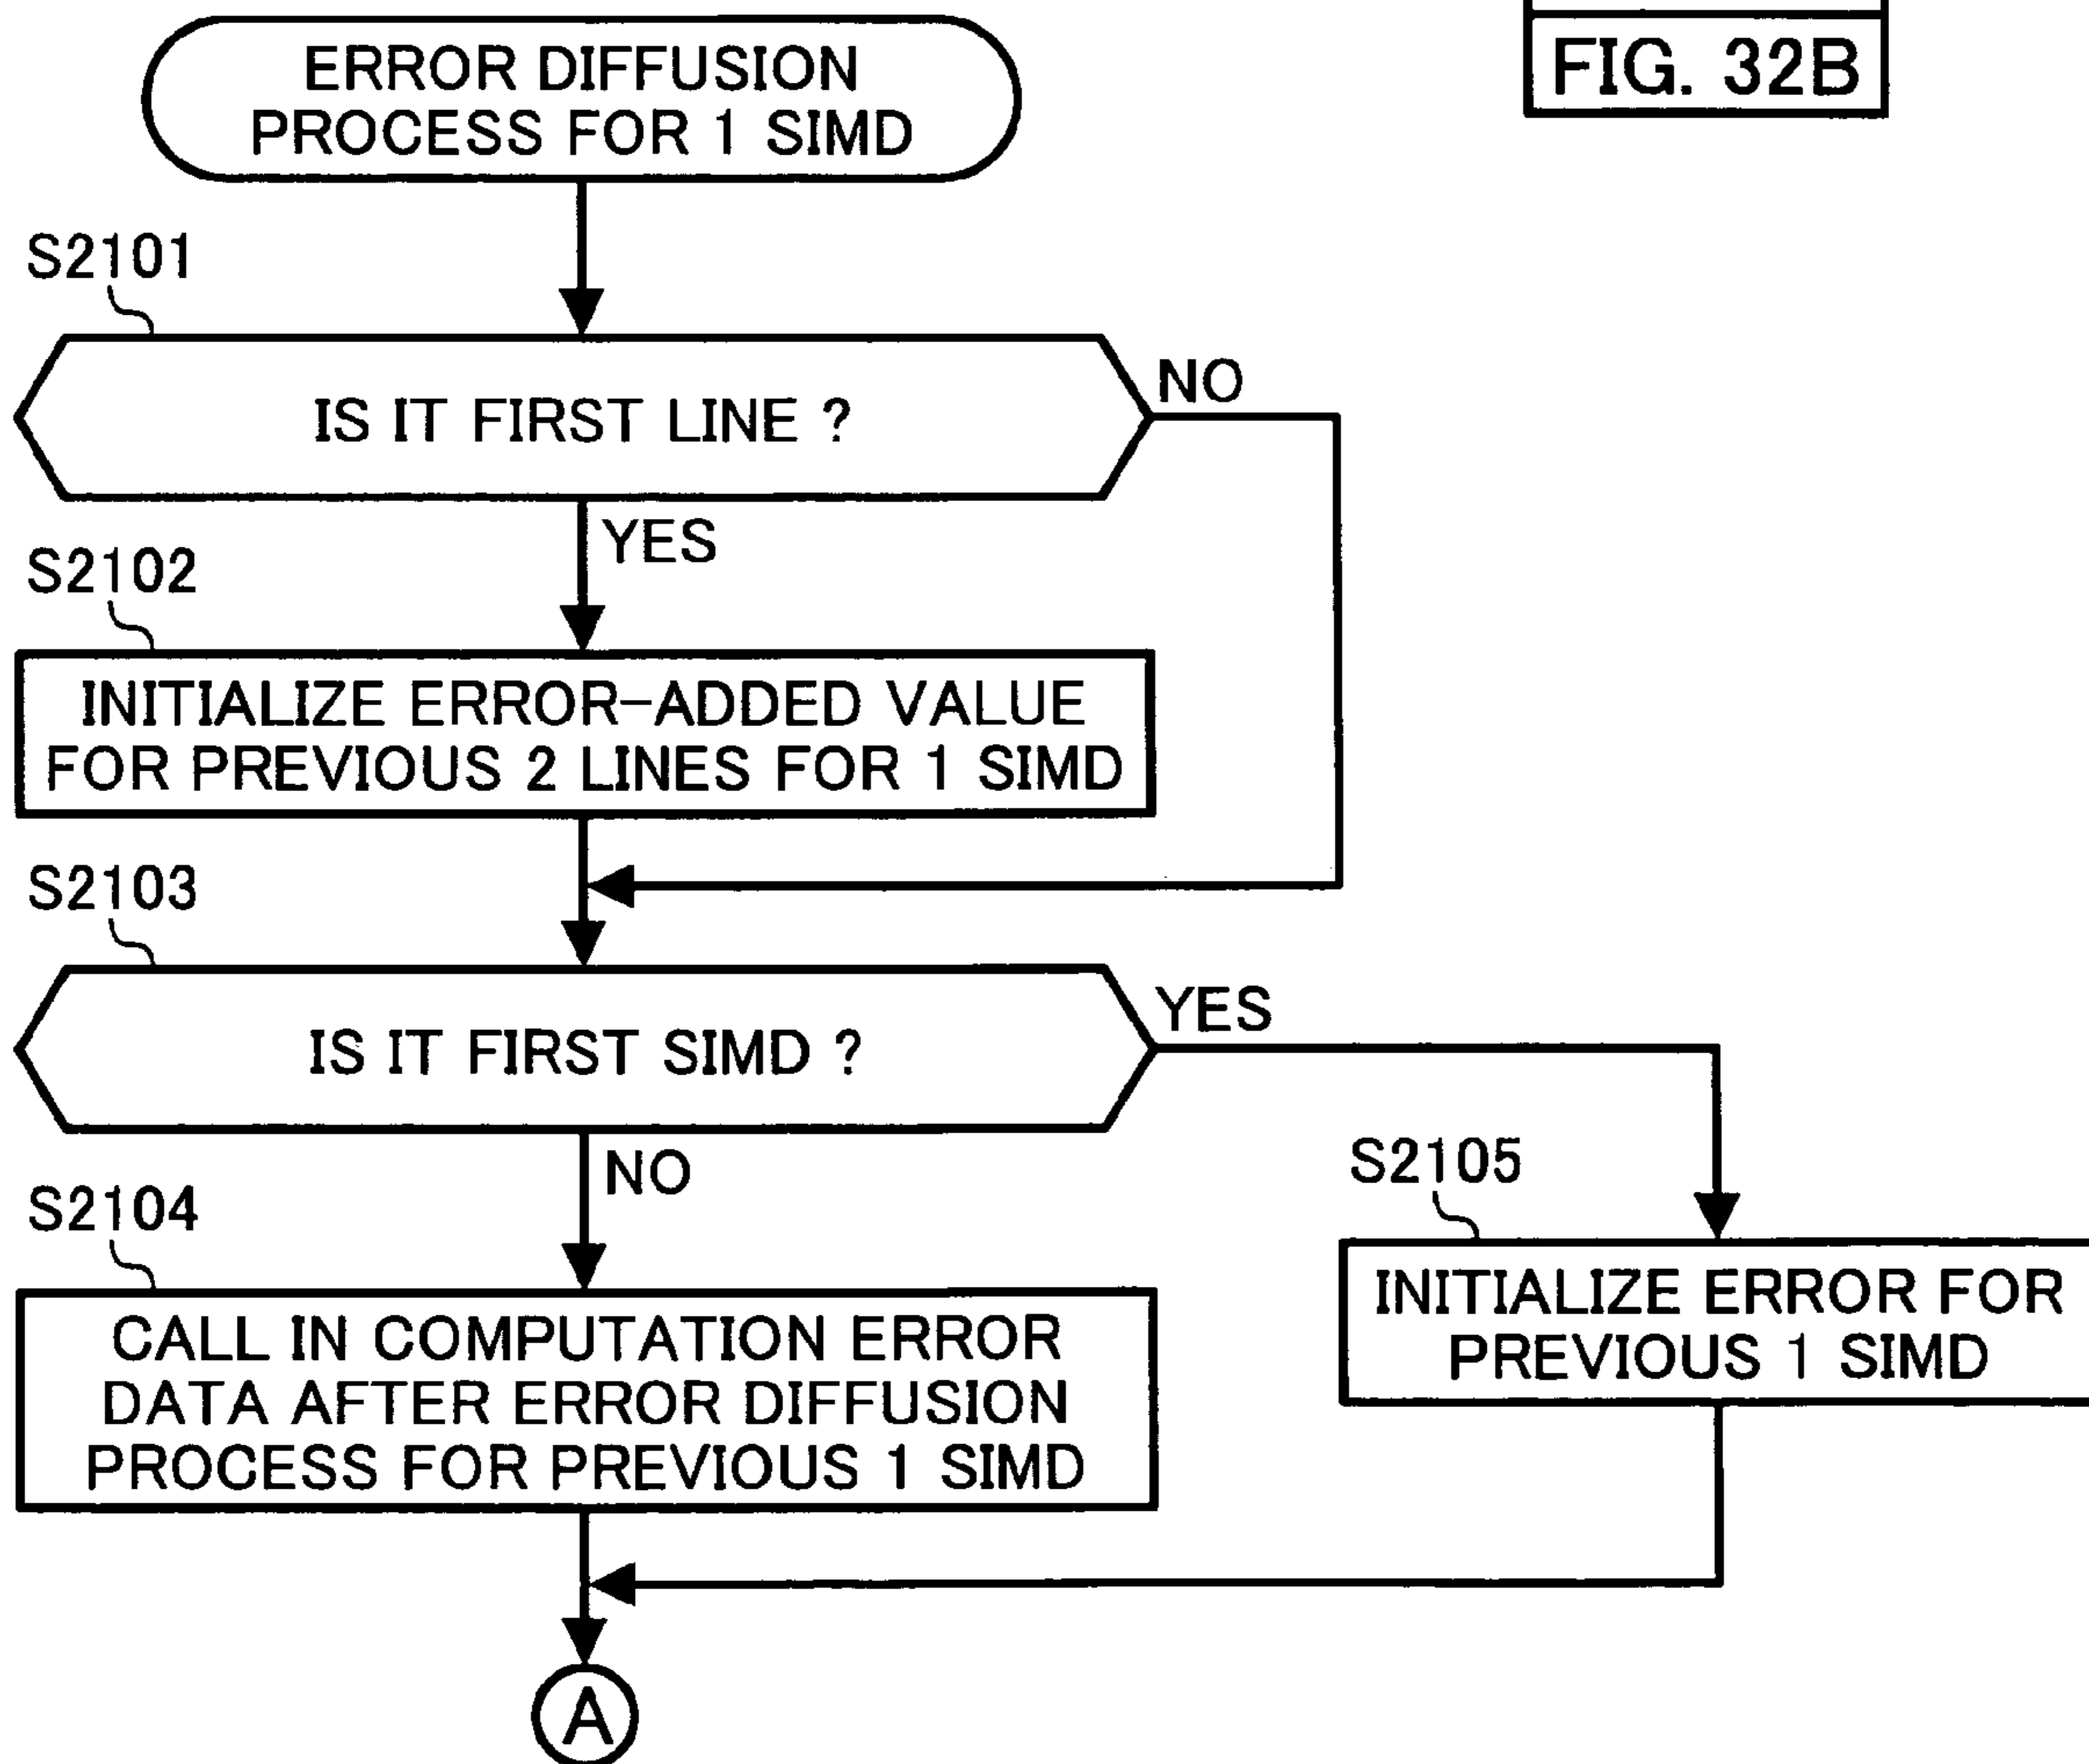 FIG. 32B
ERROR DIFFUSION
PROCESS FOR 1 SIMD
S2101
IS IT FIRST LINE ?
NO
YES
S2102
INITIALIZE ERROR-ADDED VALUE
FOR PREVIOUS 2 LINES FOR 1 SIMD
S2103
IS IT FIRST SIMD ?
YES
NO
S2104
CALL IN COMPUTATION ERROR
DATA AFTER ERROR DIFFUSION
PROCESS FOR PREVIOUS 1 SIMD
S2105
INITIALIZE ERROR FOR
PREVIOUS 1 SIMD
A